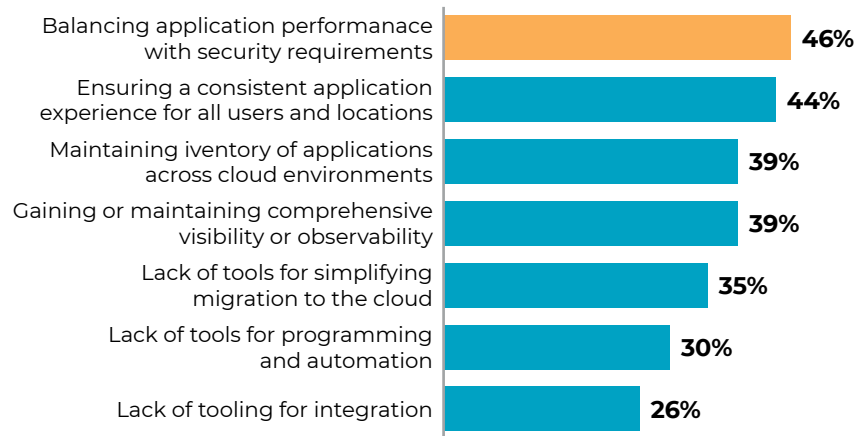 Balancing application performanace
with security requirements
46%
Ensuring a consistent application
experience for all users and locations
44%
Maintaining iventory of applications
across cloud environments
39%
Gaining or maintaining comprehensive
visibility or observability
39%
Lack of tools for simplifying
migration to the cloud
35%
Lack of tools for programming
and automation
30%
Lack of tooling for integration
26%